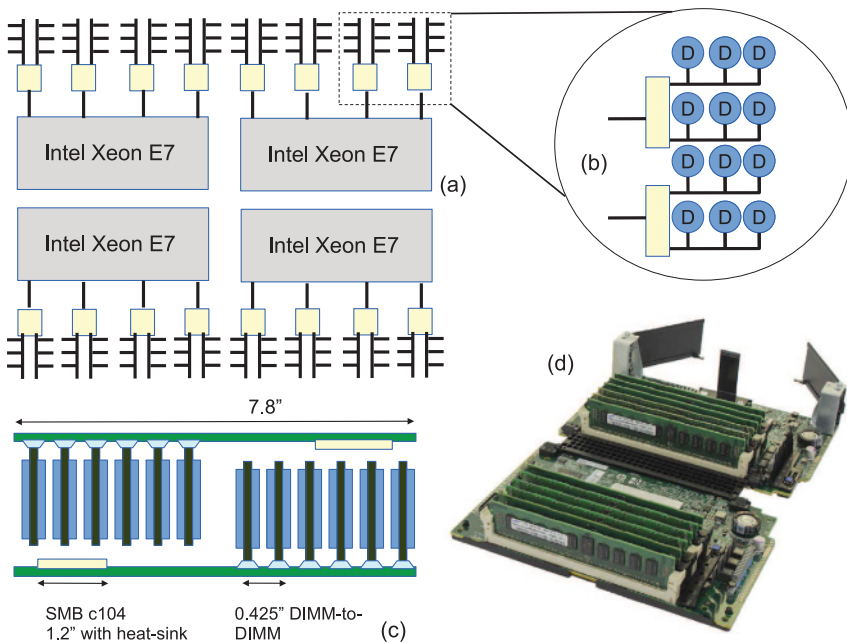 D D D
Intel Xeon E7
Intel Xeon E7
(a)
D D D
(b)
D D D
D D D
Intel Xeon E7
Intel Xeon E7
(d)
7.8”
SMB c104
1.2” with heat-sink
0.425” DIMM-to-
DIMM
(c)